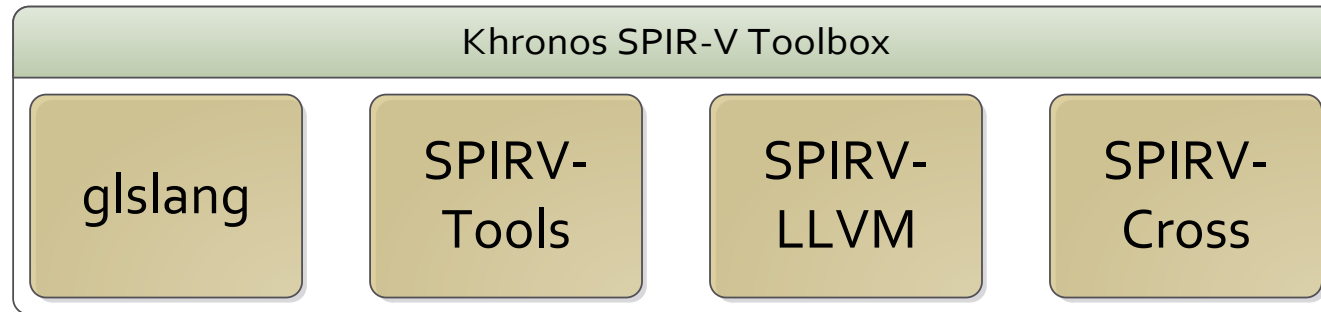 Khronos SPIR-V Toolbox
glslang
SPIRV-
Tools
SPIRV-
LLVM
SPIRV-
Cross